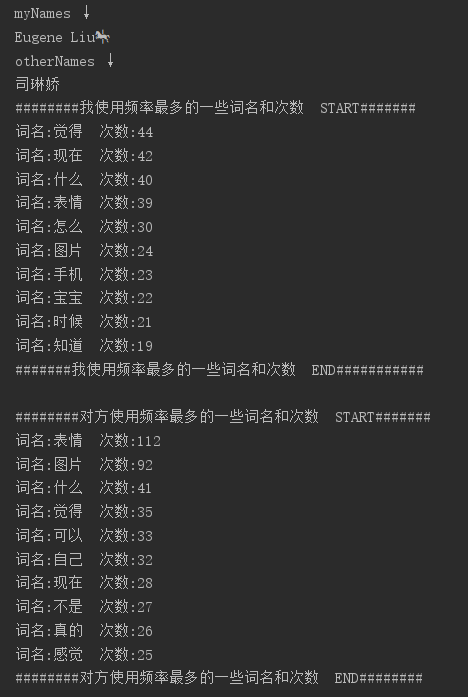 myNames ↓
Eugene Liu🎠
otherNames ↓
司琳娇
########我使用频率最多的一些词名和次数  START#######
词名:觉得  次数:44
词名:现在  次数:42
词名:什么  次数:40
词名:表情  次数:39
词名:怎么  次数:30
词名:图片  次数:24
词名:手机  次数:23
词名:宝宝  次数:22
词名:时候  次数:21
词名:知道  次数:19
#######我使用频率最多的一些词名和次数  END###########

########对方使用频率最多的一些词名和次数  START#######
词名:表情  次数:112
词名:图片  次数:92
词名:什么  次数:41
词名:觉得  次数:35
词名:可以  次数:33
词名:自己  次数:32
词名:现在  次数:28
词名:不是  次数:27
词名:真的  次数:26
词名:感觉  次数:25
########对方使用频率最多的一些词名和次数  END########